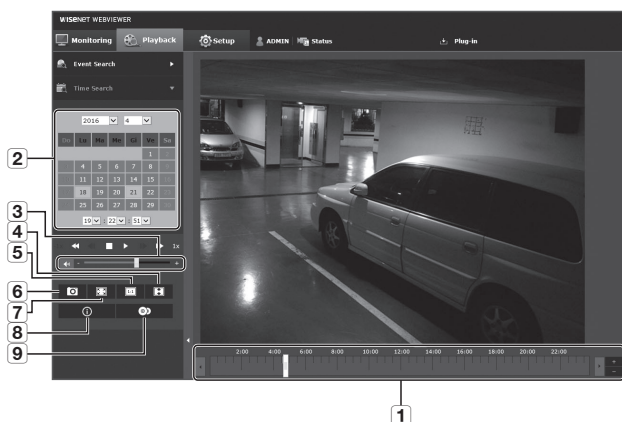 WISENET WEBVIEWER
Monitoring Playback Setup ADMIN Status Plug-in
Event Search
Time Search
2016 4
Do Lu Ma Me Gi Ve Sa
1
4 5 6 7 8
11 12 13 14 15
18 19 20 21 22
25 26 27 28 29
19 : 22 : 51
1x
- +
1:1
2:00 4:00 6:00 8:00 10:00 12:00 14:00 16:00 18:00 20:00 22:00
+
-
2
3
4
5
6
7
8
9
1